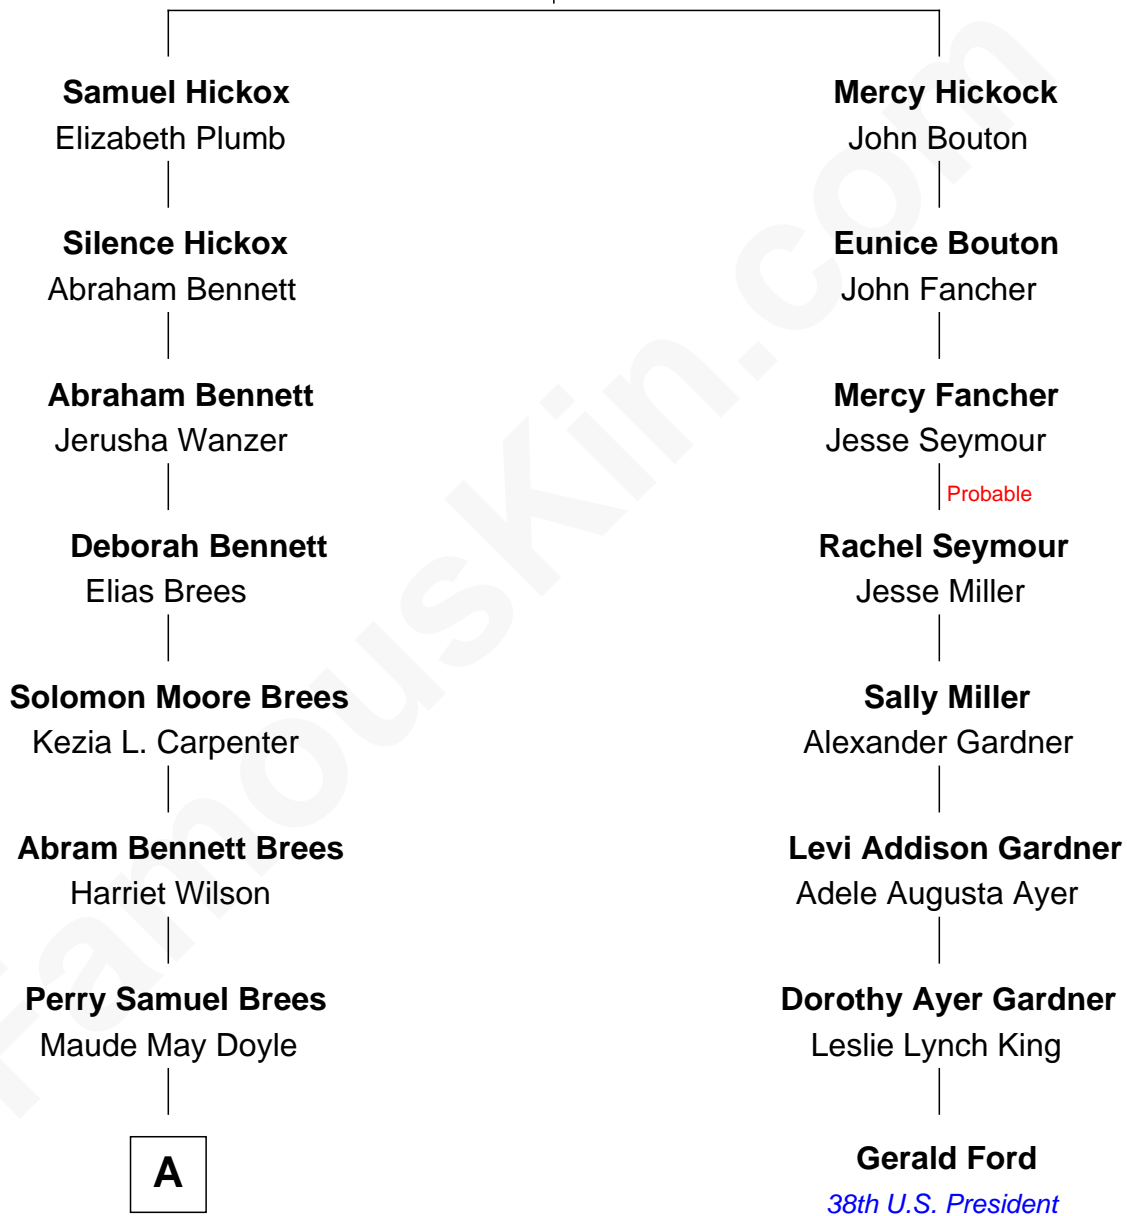 Samuel Hickox
Elizabeth Plumb
Silence Hickox
Abraham Bennett
Abraham Bennett
Jerusha Wanzer
Deborah Bennett
Elias Brees
Solomon Moore Brees
Kezia L. Carpenter
Abram Bennett Brees
Harriet Wilson
Perry Samuel Brees
Maude May Doyle
A
Mercy Hickock
John Bouton
Eunice Bouton
John Fancher
Mercy Fancher
Jesse Seymour
Probable
Rachel Seymour
Jesse Miller
Sally Miller
Alexander Gardner
Levi Addison Gardner
Adele Augusta Ayer
Dorothy Ayer Gardner
Leslie Lynch King
Gerald Ford
38th U.S. President
FamousKin.com